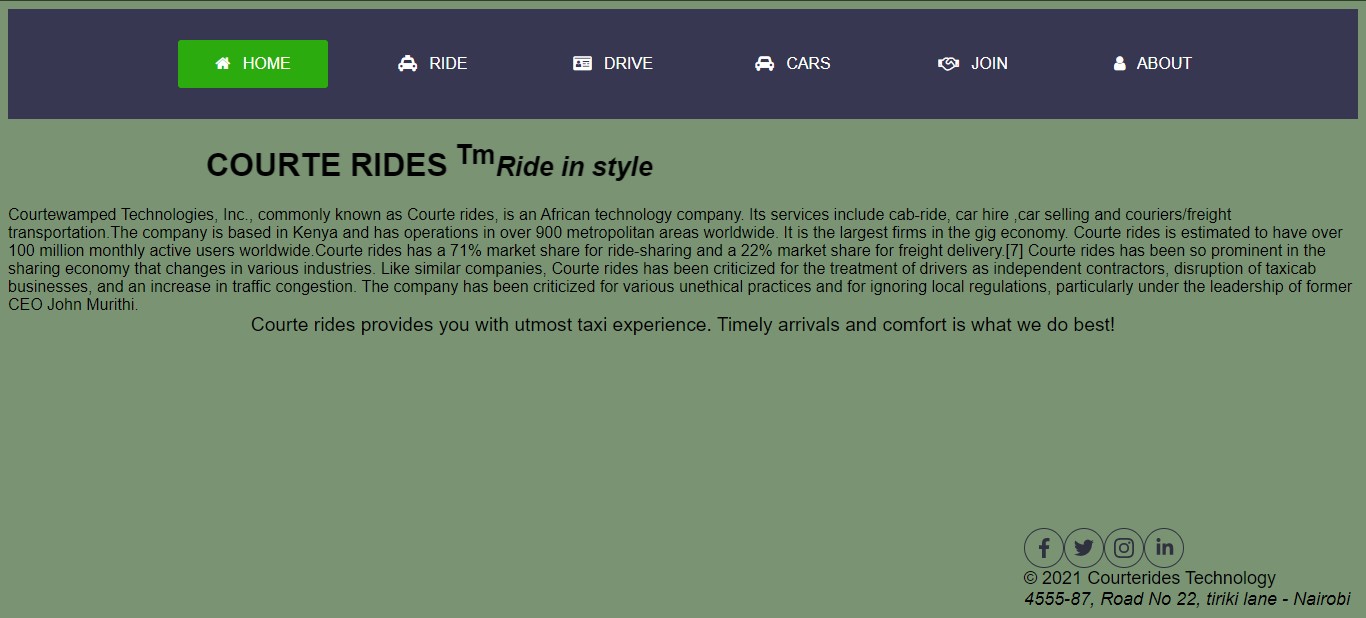 HOME RIDE DRIVE CARS JOIN ABOUT
COURTE RIDES Tm Ride in style
Courtewamped Technologies, Inc., commonly known as Courte rides, is an African technology company. Its services include cab-ride, car hire ,car selling and couriers/freight
transportation.The company is based in Kenya and has operations in over 900 metropolitan areas worldwide. It is the largest firms in the gig economy. Courte rides is estimated to have over
100 million monthly active users worldwide.Courte rides has a 71% market share for ride-sharing and a 22% market share for freight delivery.[7] Courte rides has been so prominent in the
sharing economy that changes in various industries. Like similar companies, Courte rides has been criticized for the treatment of drivers as independent contractors, disruption of taxicab
businesses, and an increase in traffic congestion. The company has been criticized for various unethical practices and for ignoring local regulations, particularly under the leadership of former
CEO John Murithi.
Courte rides provides you with utmost taxi experience. Timely arrivals and comfort is what we do best!
© 2021 Courterides Technology
4555-87, Road No 22, tiriki lane - Nairobi